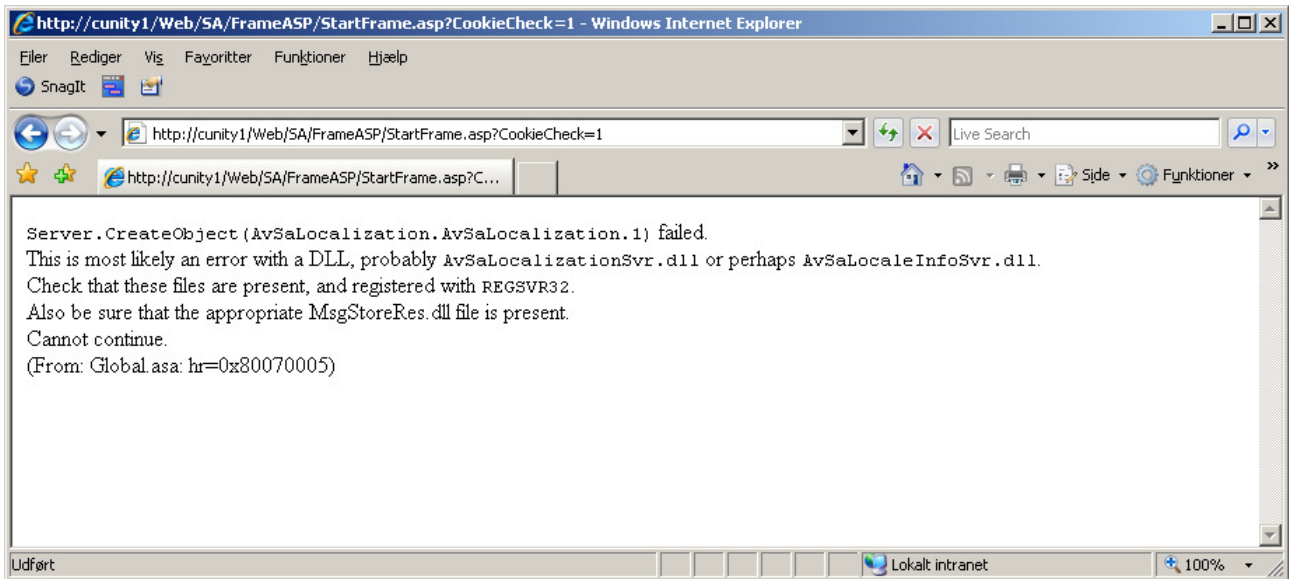 http://cunity1/Web/SA/FrameASP/StartFrame.asp?CookieCheck=1 - Windows Internet Explorer
Filer Rediger Vis Favoritter Funktioner Hjælp
SnagIt
http://cunity1/Web/SA/FrameASP/StartFrame.asp?CookieCheck=1 Live Search
http://cunity1/Web/SA/FrameASP/StartFrame.asp?C... Side Funktioner »
Server.CreateObject(AvSaLocalization.AvSaLocalization.1) failed.
This is most likely an error with a DLL, probably AvSaLocalizationSvr.dll or perhaps AvSaLocaleInfoSvr.dll.
Check that these files are present, and registered with REGSVR32.
Also be sure that the appropriate MsgStoreRes.dll file is present.
Cannot continue.
(From: Global.asa: hr=0x80070005)
Udført Lokalt intranet 100%